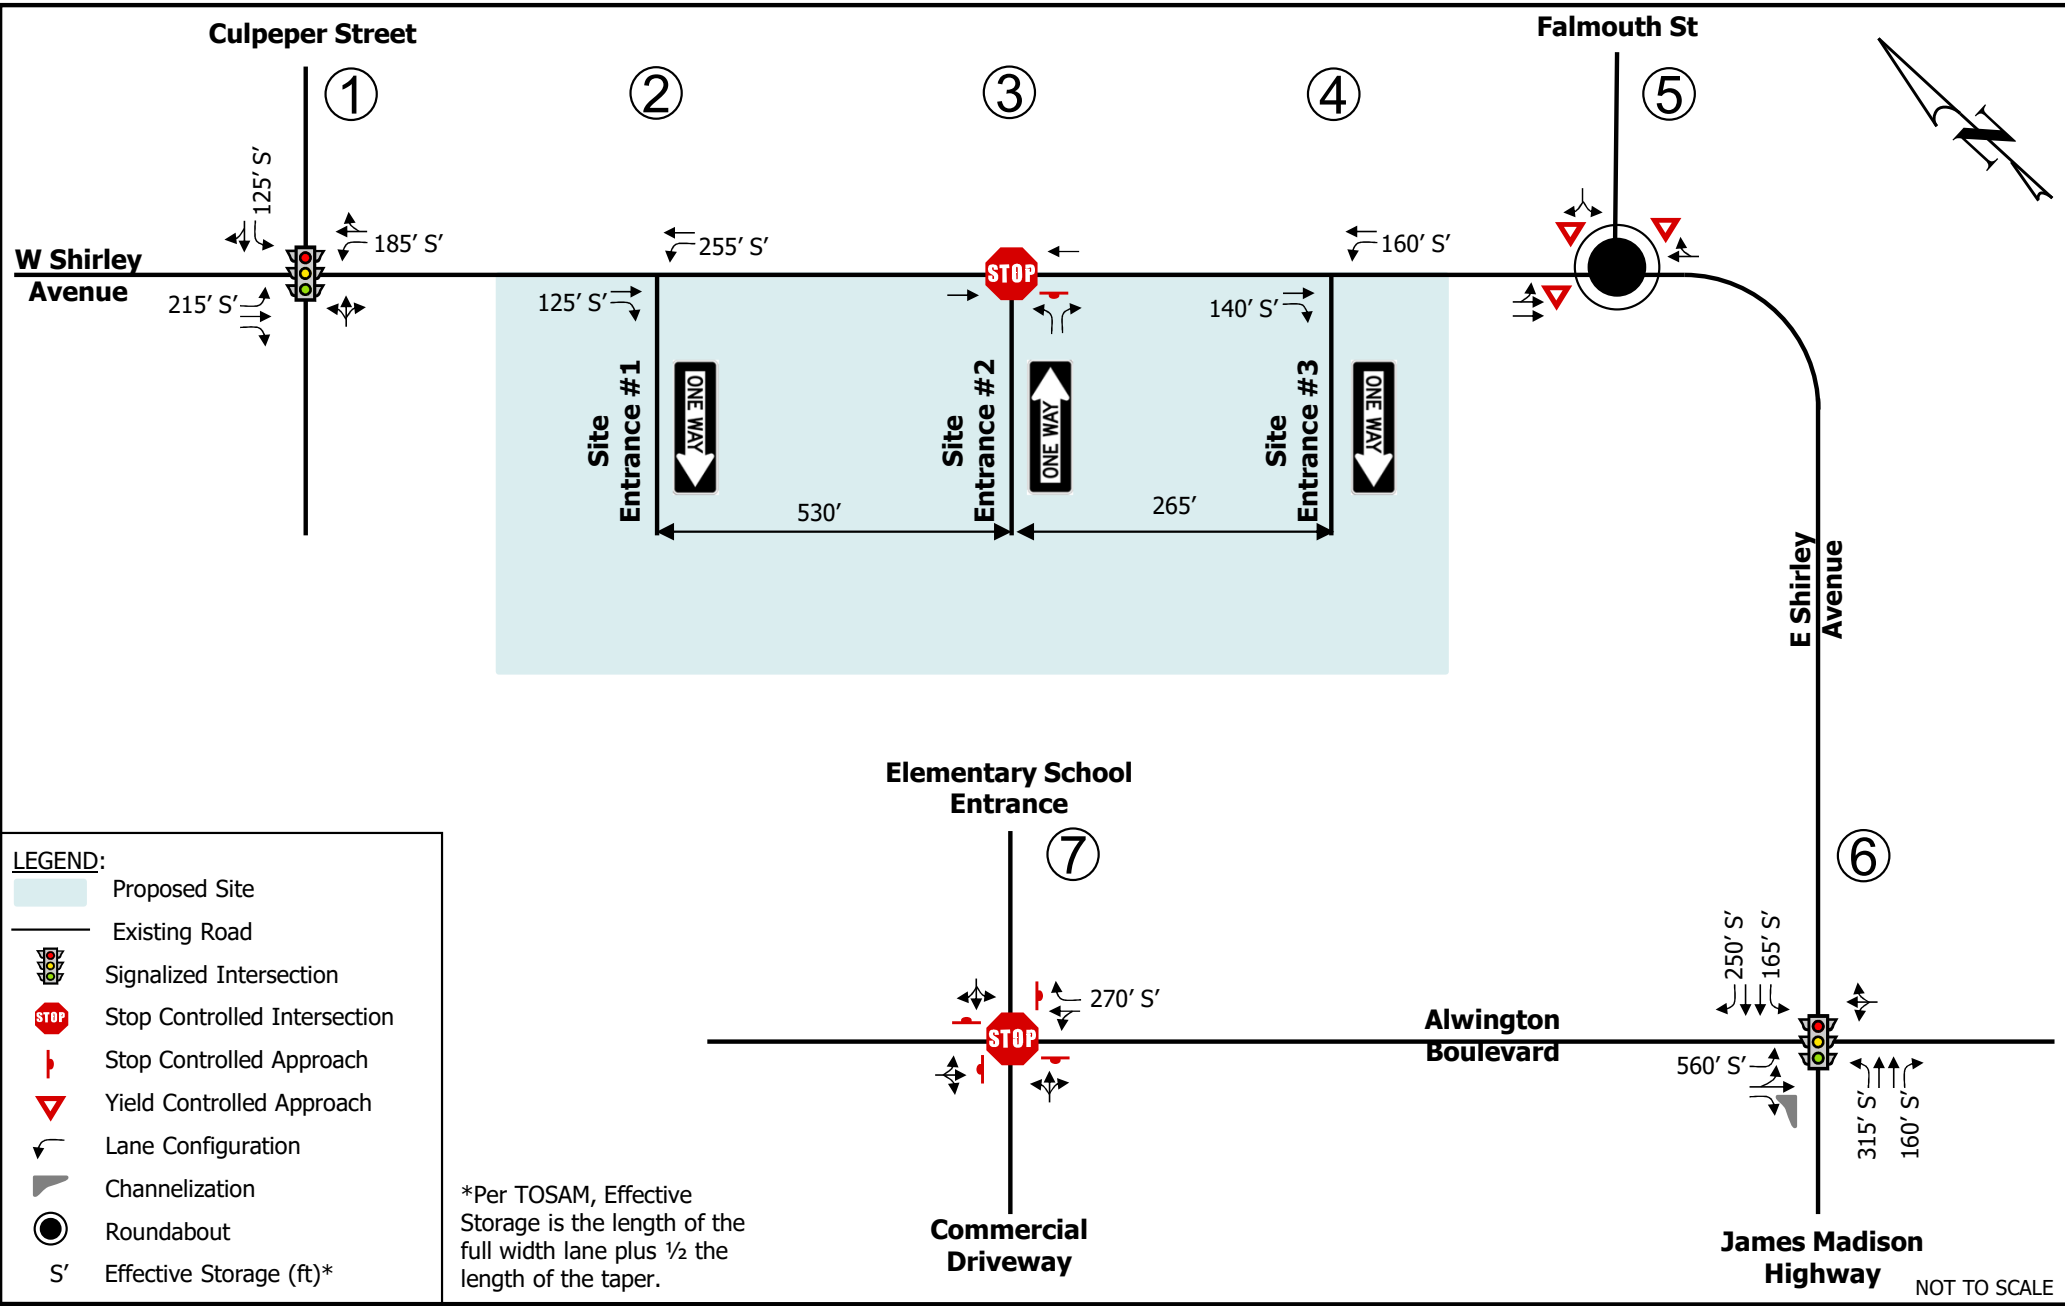 Culpeper Street
Falmouth St
1
2
3
4
5
N
125' S'
185' S'
255' S'
160' S'
W Shirley
Avenue
STOP
215' S'
125' S'
140' S'
Site
Entrance #1
ONE WAY
Site
Entrance #2
ONE WAY
Site
Entrance #3
ONE WAY
530'
265'
E Shirley
Avenue
Elementary School
Entrance
7
6
270' S'
STOP
Alwington
Boulevard
250' S'
165' S'
560' S'
315' S'
160' S'
Commercial
Driveway
James Madison
Highway
LEGEND:
Proposed Site
Existing Road
Signalized Intersection
STOP
Stop Controlled Intersection
Stop Controlled Approach
Yield Controlled Approach
Lane Configuration
Channelization
Roundabout
S' Effective Storage (ft)*
*Per TOSAM, Effective
Storage is the length of the
full width lane plus ½ the
length of the taper.
NOT TO SCALE